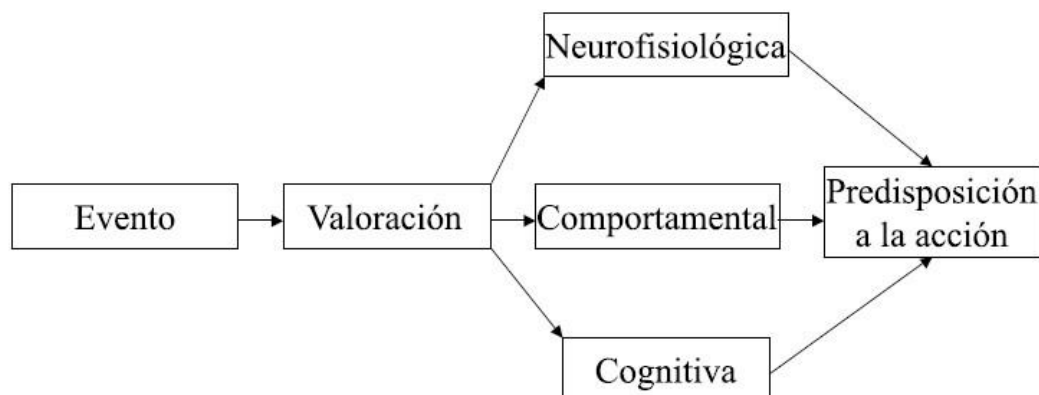 Neurofisiológica
Evento
Valoración
Comportamental
Predisposición
a la acción
Cognitiva